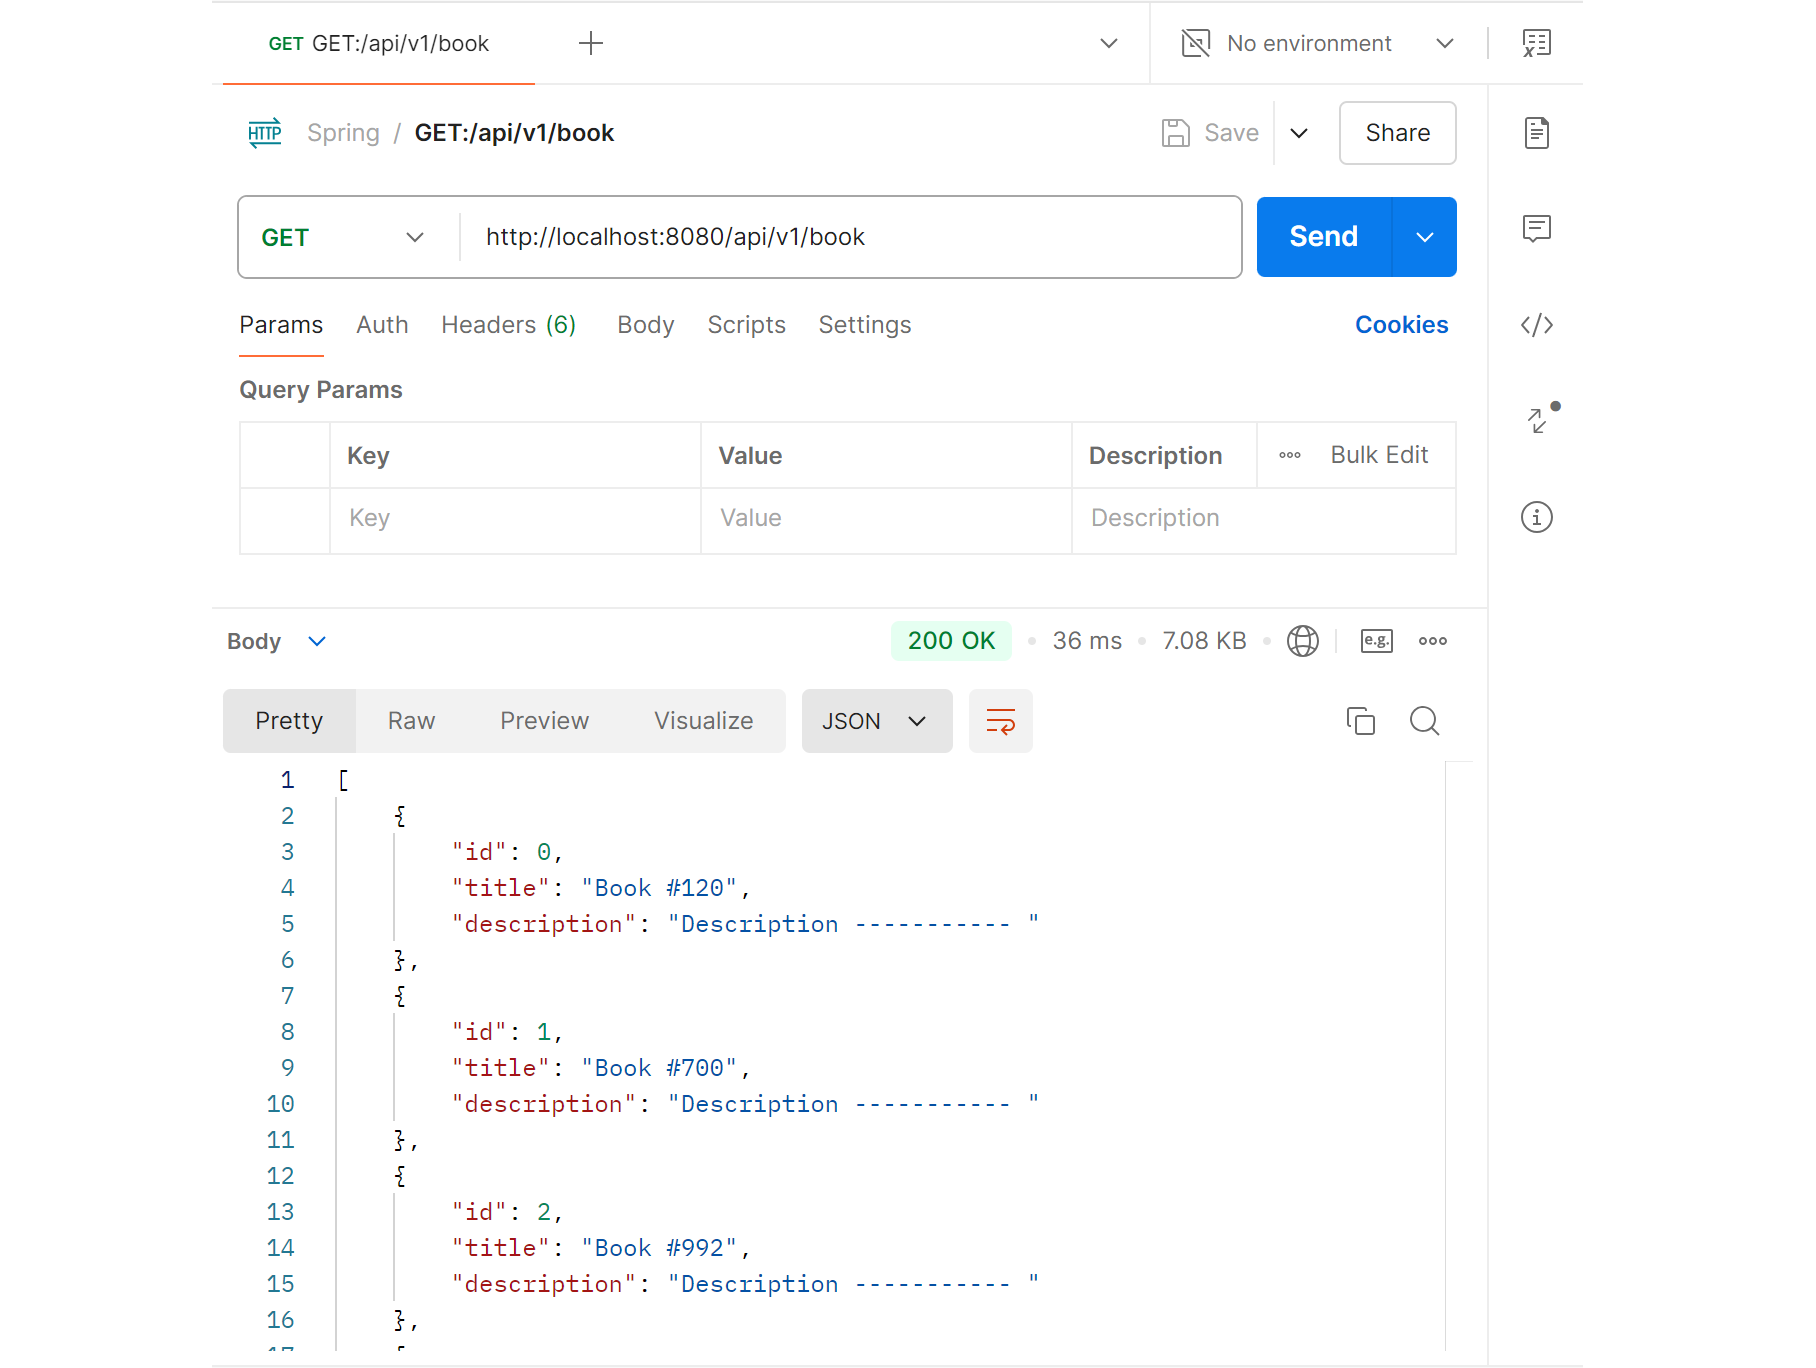 GET GET:/api/v1/book
No environment
HTTP Spring / GET:/api/v1/book
Save
Share
GET http://localhost:8080/api/v1/book
Send
Params Auth Headers (6) Body Scripts Settings Cookies
Query Params
Key Value Description Bulk Edit
Key Value Description
Body
200 OK 36 ms 7.08 KB e.g.
Pretty Raw Preview Visualize JSON
1 [
2 {
3 "id": 0,
4 "title": "Book #120",
5 "description": "Description ----------- "
6 },
7 {
8 "id": 1,
9 "title": "Book #700",
10 "description": "Description ----------- "
11 },
12 {
13 "id": 2,
14 "title": "Book #992",
15 "description": "Description ----------- "
16 },